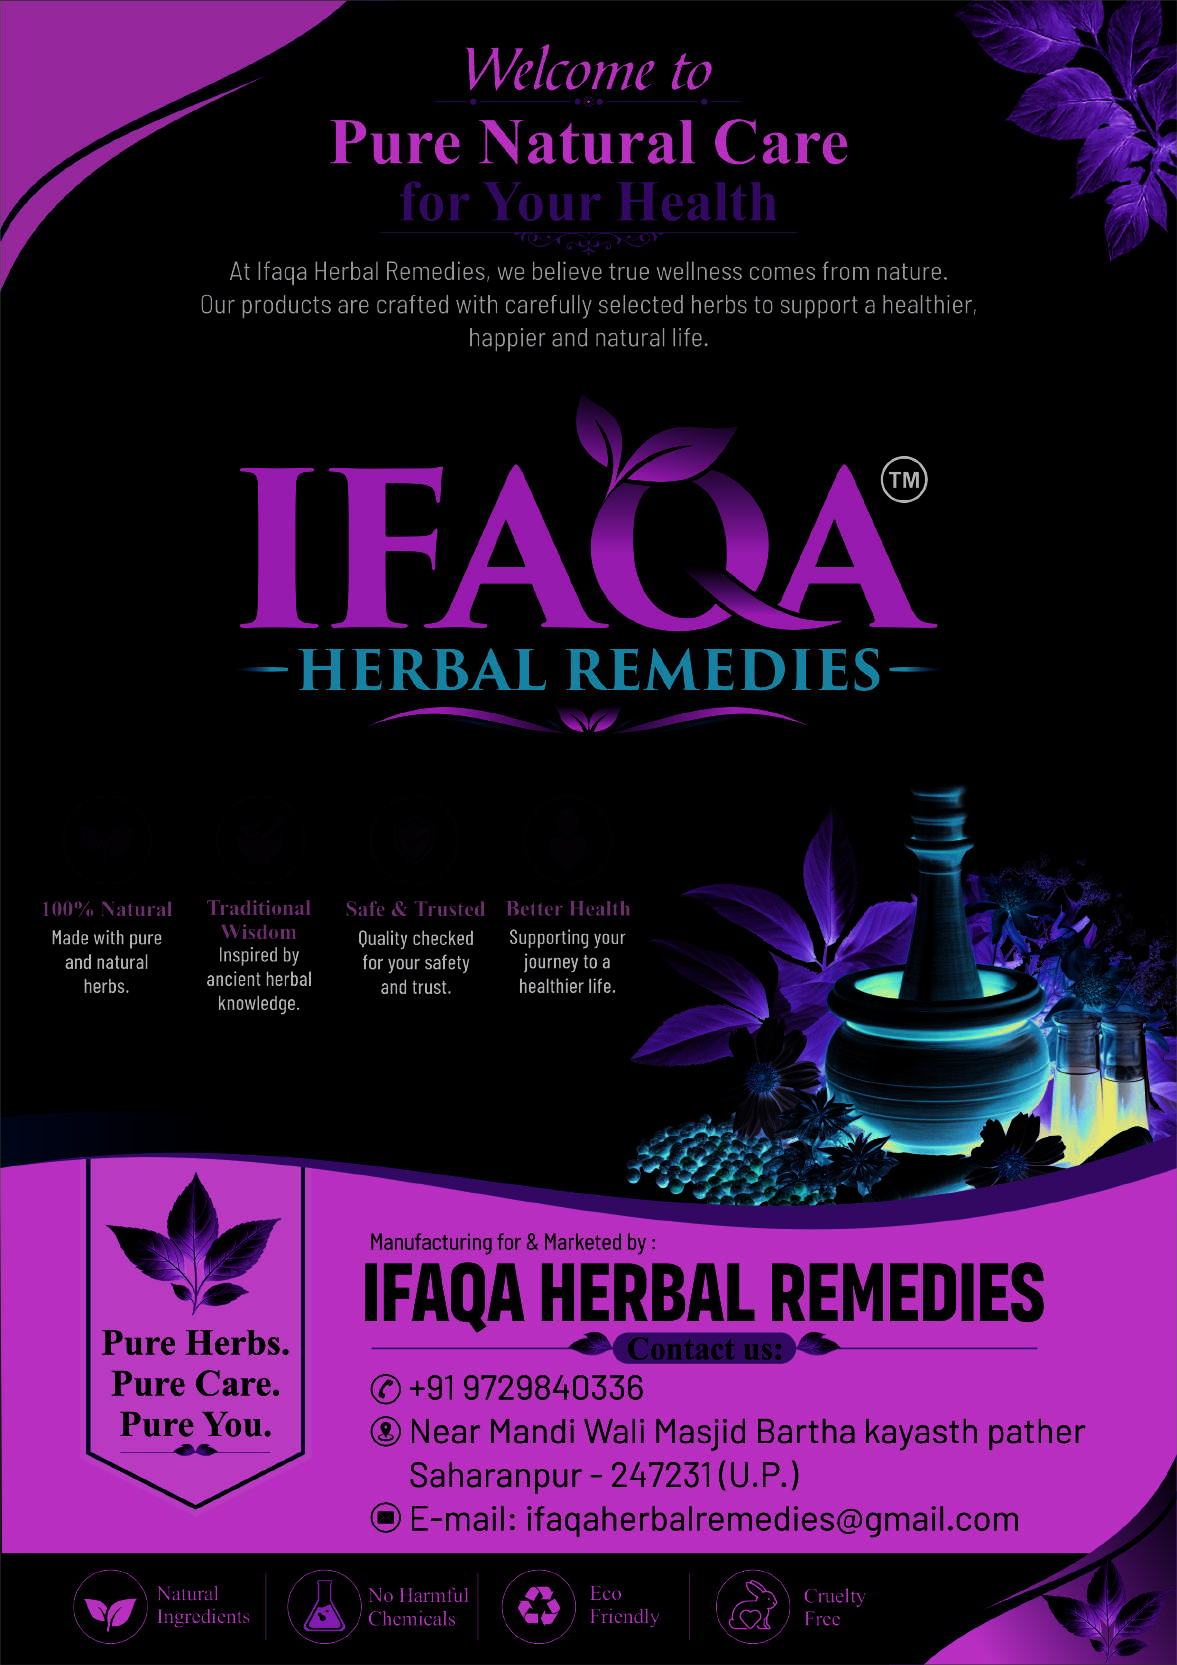 Welcome to
Pure Natural Care
for Your Health
At Ifaqa Herbal Remedies, we believe true wellness comes from nature.
Our products are crafted with carefully selected herbs to support a healthier,
happier and natural life.
IFAQA TM
HERBAL REMEDIES
100% Natural
Made with pure
and natural
herbs.
Traditional
Wisdom
Inspired by
ancient herbal
knowledge.
Safe & Trusted
Quality checked
for your safety
and trust.
Better Health
Supporting your
journey to a
healthier life.
Pure Herbs.
Pure Care.
Pure You.
Manufacturing for & Marketed by :
IFAQA HERBAL REMEDIES
Contact us:
+91 9729840336
Near Mandi Wali Masjid Bartha kayasth pather
Saharanpur - 247231 (U.P.)
E-mail: ifaqaherbalremedies@gmail.com
Natural
Ingredients
No Harmful
Chemicals
Eco
Friendly
Cruelty
Free